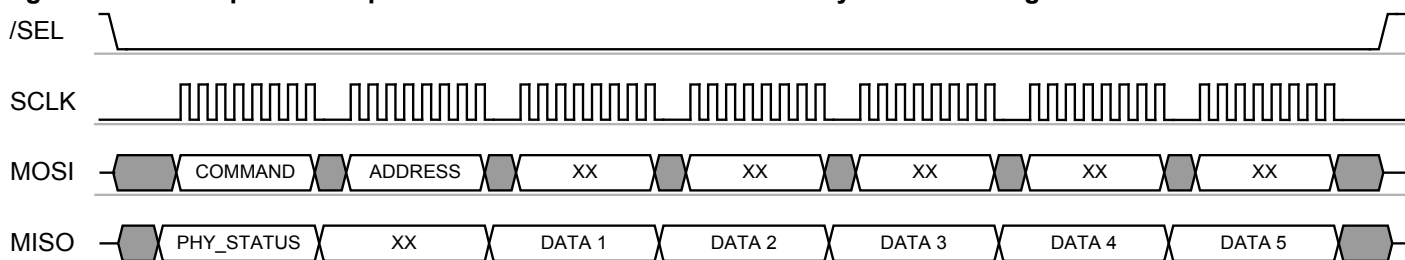 /SEL
SCLK
MOSI COMMAND ADDRESS XX XX XX XX XX
MISO PHY_STATUS XX DATA 1 DATA 2 DATA 3 DATA 4 DATA 5